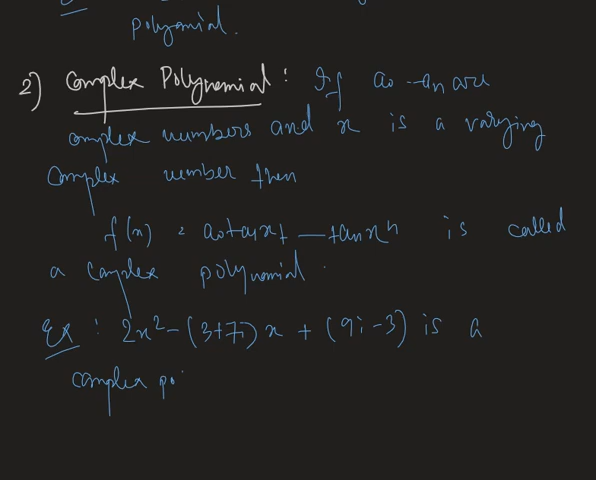 polynomial.
2) Complex Polynomial : If a0 --an are
complex numbers and x is a varying
Complex number then
f(x) = a0+a1x+ —+anx^n is called
a complex polynomial.
Ex : 2x² - (3+7i)x + (9i-3) is a
complex po